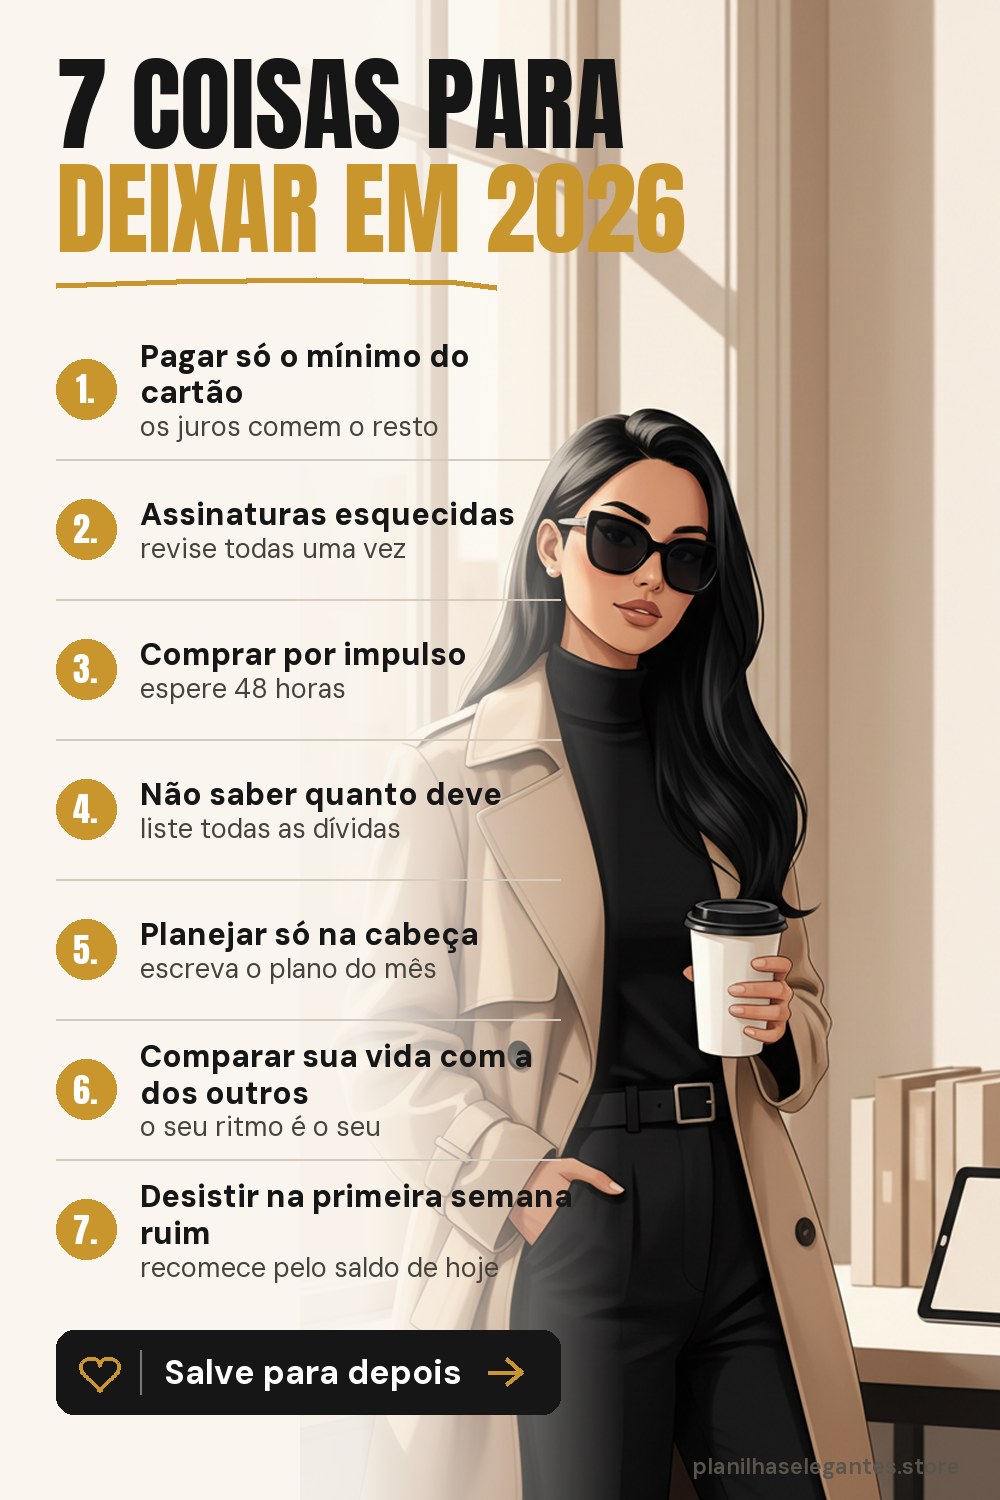 7 COISAS PARA
DEIXAR EM 2026
1. Pagar só o mínimo do
cartão
os juros comem o resto
2. Assinaturas esquecidas
revise todas uma vez
3. Comprar por impulso
espere 48 horas
4. Não saber quanto deve
liste todas as dívidas
5. Planejar só na cabeça
escreva o plano do mês
6. Comparar sua vida com a
dos outros
o seu ritmo é o seu
7. Desistir na primeira semana
ruim
recomece pelo saldo de hoje
Salve para depois
planilhaselegantes.store